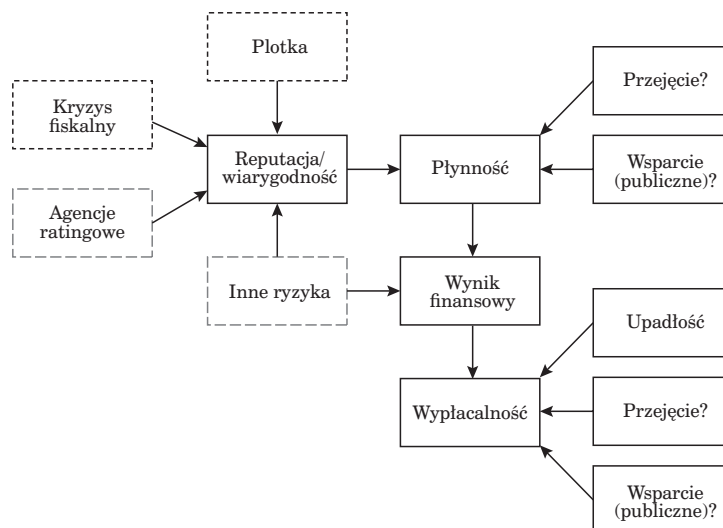 Plotka
Przejęcie?
Kryzys
fiskalny
Reputacja/
wiarygodność
Płynność
Wsparcie
(publiczne)?
Agencje
ratingowe
Inne ryzyka
Wynik
finansowy
Upadłość
Wypłacalność
Przejęcie?
Wsparcie
(publiczne)?